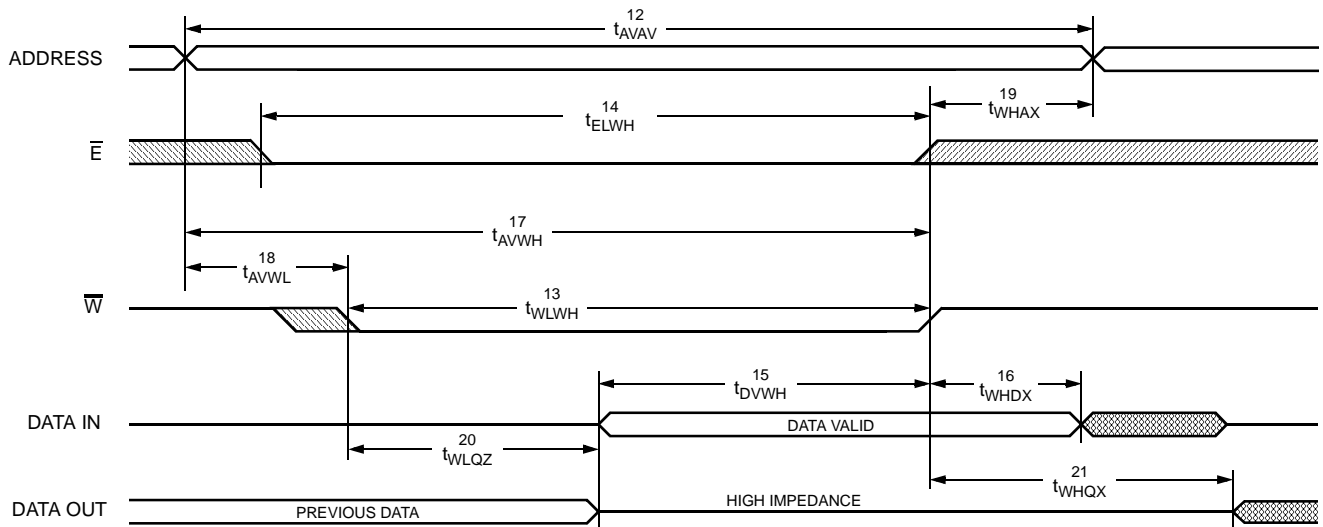 12
tAVAV
ADDRESS
14
tELWH
19
tWHAX
E
17
tAVWH
18
tAVWL
13
tWLWH
W
15
tDVWH
16
tWHDX
DATA IN
DATA VALID
20
tWLQZ
21
tWHQX
DATA OUT
PREVIOUS DATA
HIGH IMPEDANCE